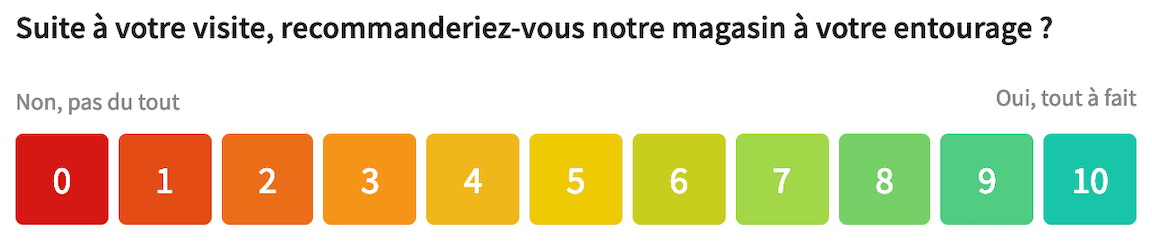 Suite à votre visite, recommanderiez-vous notre magasin à votre entourage ?
Non, pas du tout Oui, tout à fait
0 1 2 3 4 5 6 7 8 9 10